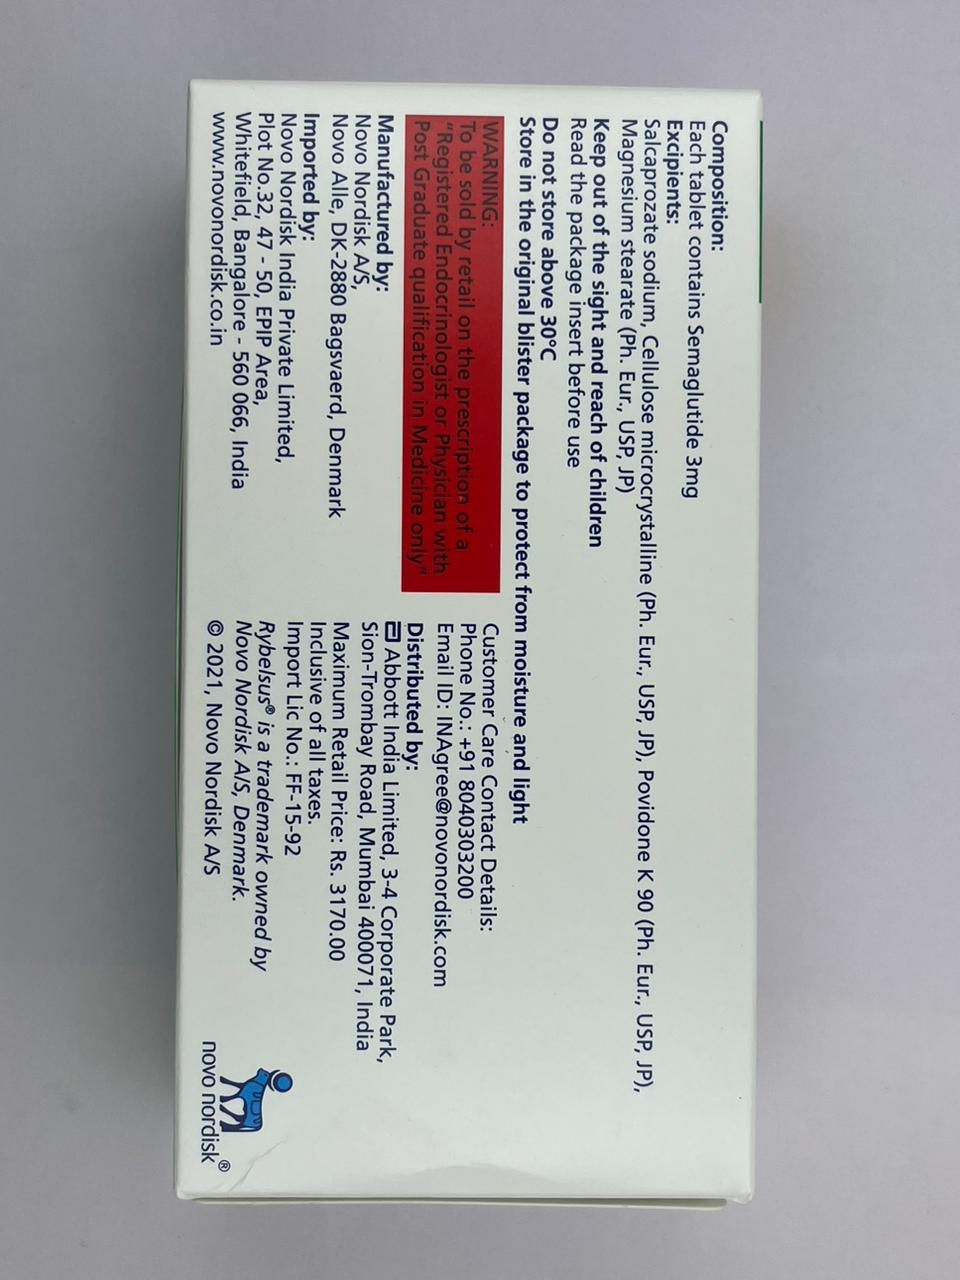 Composition:
Each tablet contains Semaglutide 3mg
Excipients:
Salcaprozate sodium, Cellulose microcrystalline (Ph. Eur., USP, JP), Povidone K 90 (Ph. Eur., USP, JP),
Magnesium stearate (Ph. Eur., USP, JP)
Keep out of the sight and reach of children
Read the package insert before use
Do not store above 30°C
Store in the original blister package to protect from moisture and light
WARNING:
To be sold by retail on the prescription of a
"Registered Endocrinologist or Physician with
Post Graduate qualification in Medicine only"
Manufactured by:
Novo Nordisk A/S,
Novo Alle, DK-2880 Bagsvaerd, Denmark
Imported by:
Novo Nordisk India Private Limited,
Plot No.32, 47 - 50, EPIP Area,
Whitefield, Bangalore - 560 066, India
www.novonordisk.co.in
Customer Care Contact Details:
Phone No.: +91 8040303200
Email ID: INAgree@novonordisk.com
Distributed by:
Abbott India Limited, 3-4 Corporate Park,
Sion-Trombay Road, Mumbai 400071, India
Maximum Retail Price: Rs. 3170.00
Inclusive of all taxes.
Import Lic No.: FF-15-92
Rybelsus® is a trademark owned by
Novo Nordisk A/S, Denmark.
© 2021, Novo Nordisk A/S
novo nordisk®